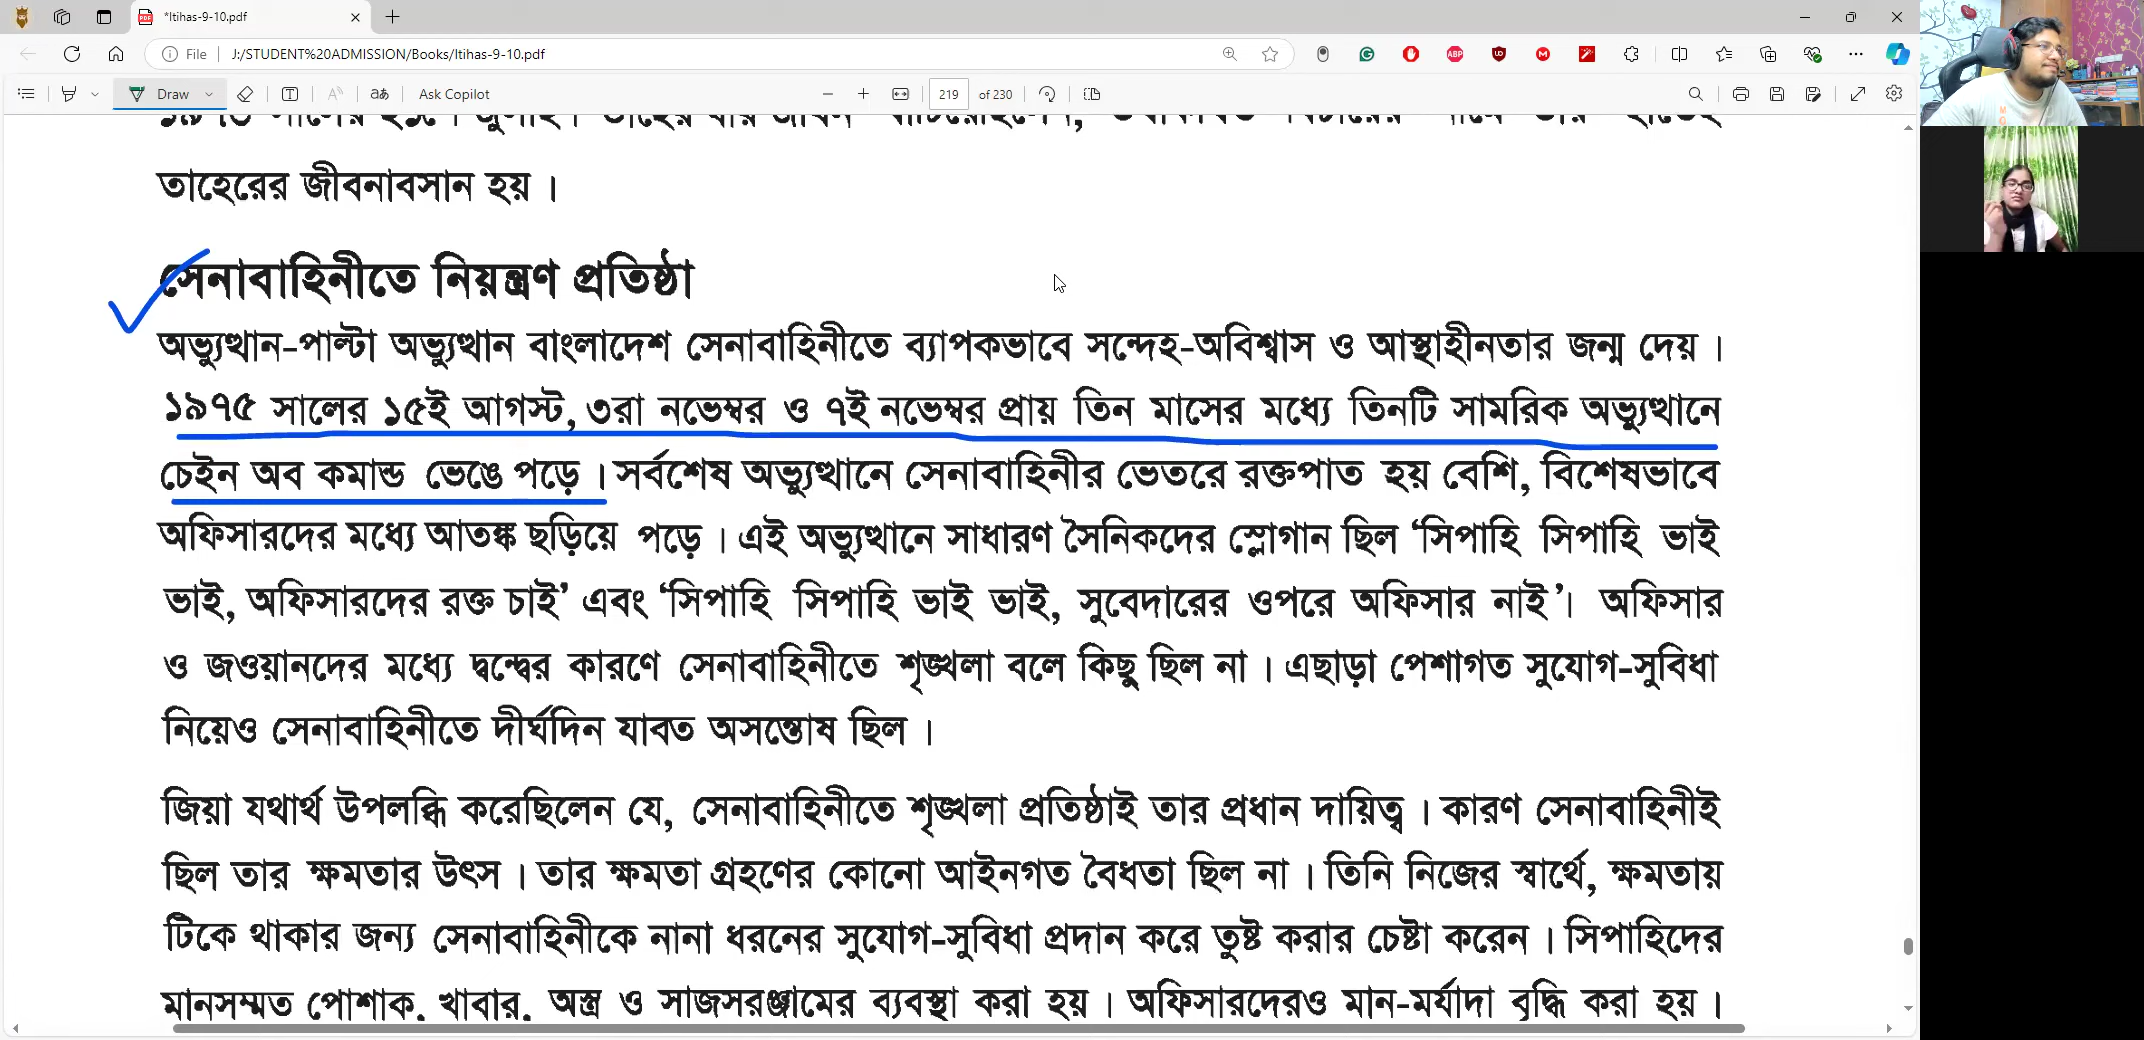 *Itihas-9-10.pdf
File J:/STUDENT%20ADMISSION/Books/Itihas-9-10.pdf
Draw Ask Copilot 219 of 230
তাহেরের জীবনাবসান হয় ।
সেনাবাহিনীতে নিয়ন্ত্রণ প্রতিষ্ঠা
অভ্যুত্থান-পাল্টা অভ্যুত্থান বাংলাদেশ সেনাবাহিনীতে ব্যাপকভাবে সন্দেহ-অবিশ্বাস ও আস্থাহীনতার জন্ম দেয় ।
১৯৭৫ সালের ১৫ই আগস্ট, ৩রা নভেম্বর ও ৭ই নভেম্বর প্রায় তিন মাসের মধ্যে তিনটি সামরিক অভ্যুত্থানে
চেইন অব কমান্ড ভেঙে পড়ে । সর্বশেষ অভ্যুত্থানে সেনাবাহিনীর ভেতরে রক্তপাত হয় বেশি, বিশেষভাবে
অফিসারদের মধ্যে আতঙ্ক ছড়িয়ে পড়ে । এই অভ্যুত্থানে সাধারণ সৈনিকদের স্লোগান ছিল ‘সিপাহি সিপাহি ভাই
ভাই, অফিসারদের রক্ত চাই’ এবং ‘সিপাহি সিপাহি ভাই ভাই, সুবেদারের ওপরে অফিসার নাই’। অফিসার
ও জওয়ানদের মধ্যে দ্বন্দ্বের কারণে সেনাবাহিনীতে শৃঙ্খলা বলে কিছু ছিল না । এছাড়া পেশাগত সুযোগ-সুবিধা
নিয়েও সেনাবাহিনীতে দীর্ঘদিন যাবত অসন্তোষ ছিল ।
জিয়া যথার্থ উপলব্ধি করেছিলেন যে, সেনাবাহিনীতে শৃঙ্খলা প্রতিষ্ঠাই তার প্রধান দায়িত্ব । কারণ সেনাবাহিনীই
ছিল তার ক্ষমতার উৎস । তার ক্ষমতা গ্রহণের কোনো আইনগত বৈধতা ছিল না । তিনি নিজের স্বার্থে, ক্ষমতায়
টিকে থাকার জন্য সেনাবাহিনীকে নানা ধরনের সুযোগ-সুবিধা প্রদান করে তুষ্ট করার চেষ্টা করেন । সিপাহিদের
মানসম্মত পোশাক, খাবার, অস্ত্র ও সাজসরঞ্জামের ব্যবস্থা করা হয় । অফিসারদেরও মান-মর্যাদা বৃদ্ধি করা হয় ।